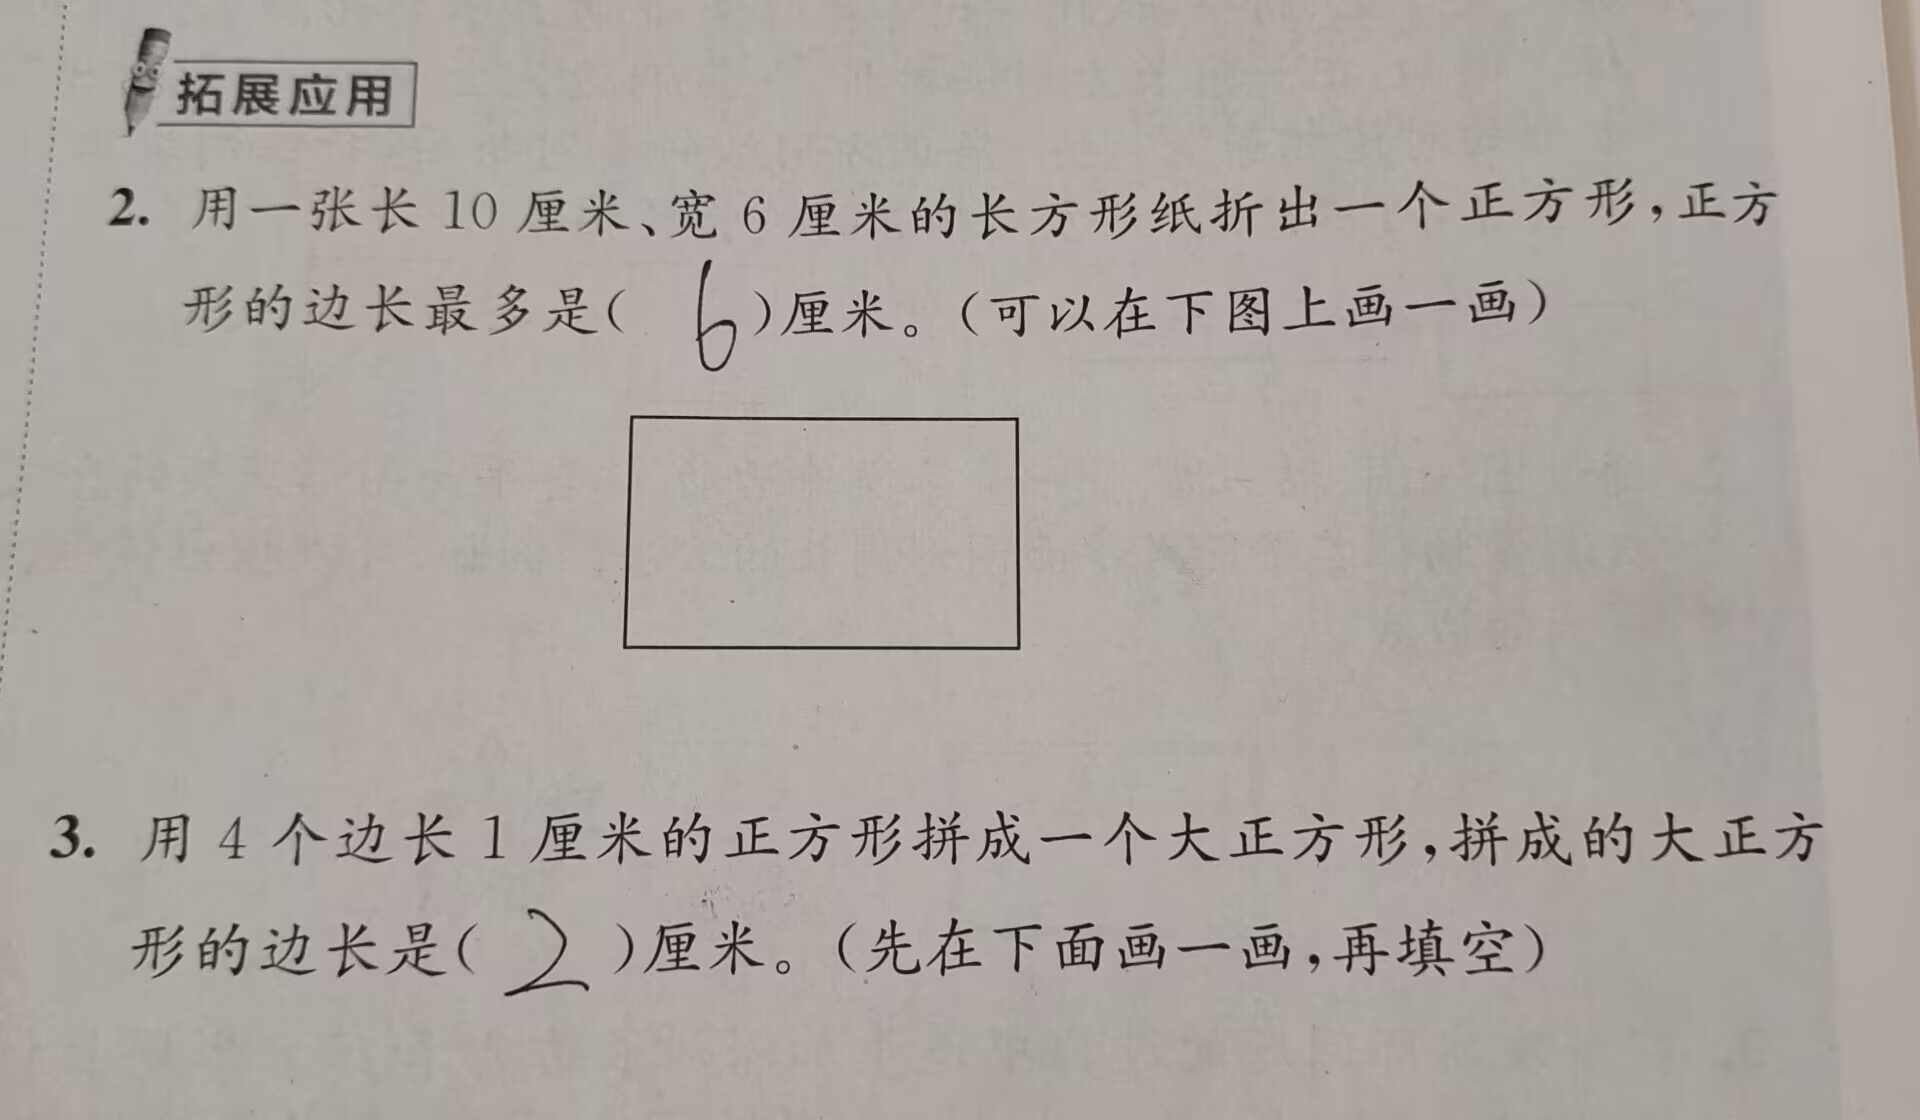 拓展应用
2. 用一张长 10 厘米、宽 6 厘米的长方形纸折出一个正方形,正方
形的边长最多是( 6 )厘米。(可以在下图上画一画)
3. 用 4 个边长 1 厘米的正方形拼成一个大正方形,拼成的大正方
形的边长是( 2 )厘米。(先在下面画一画,再填空)